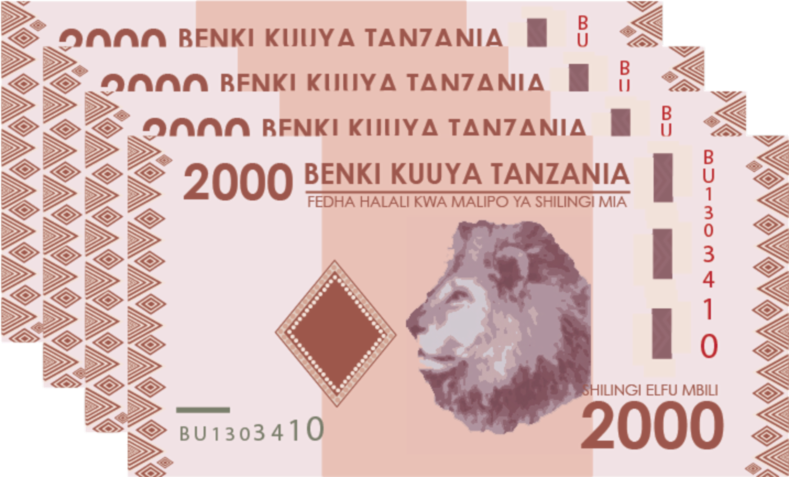 2000 BENKI KUUYA TANZANIA
BU
2000 BENKI KUUYA TANZANIA
BU
2000 BENKI KUUYA TANZANIA
BU
2000 BENKI KUUYA TANZANIA
FEDHA HALALI KWA MALIPO YA SHILINGI MIA
BU1303410
SHILINGI ELFU MBILI
BU1303410
2000